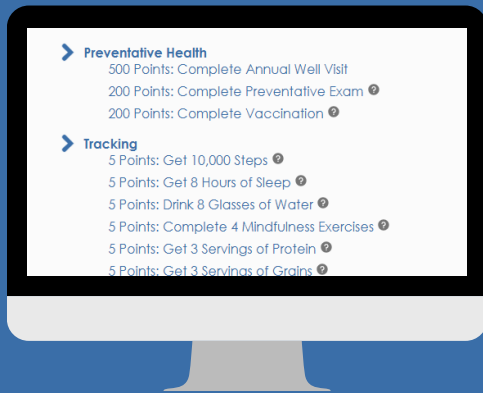 Preventative Health
500 Points: Complete Annual Well Visit
200 Points: Complete Preventative Exam ?
200 Points: Complete Vaccination ?
Tracking
5 Points: Get 10,000 Steps ?
5 Points: Get 8 Hours of Sleep ?
5 Points: Drink 8 Glasses of Water ?
5 Points: Complete 4 Mindfulness Exercises ?
5 Points: Get 3 Servings of Protein ?
5 Points: Get 3 Servings of Grains ?